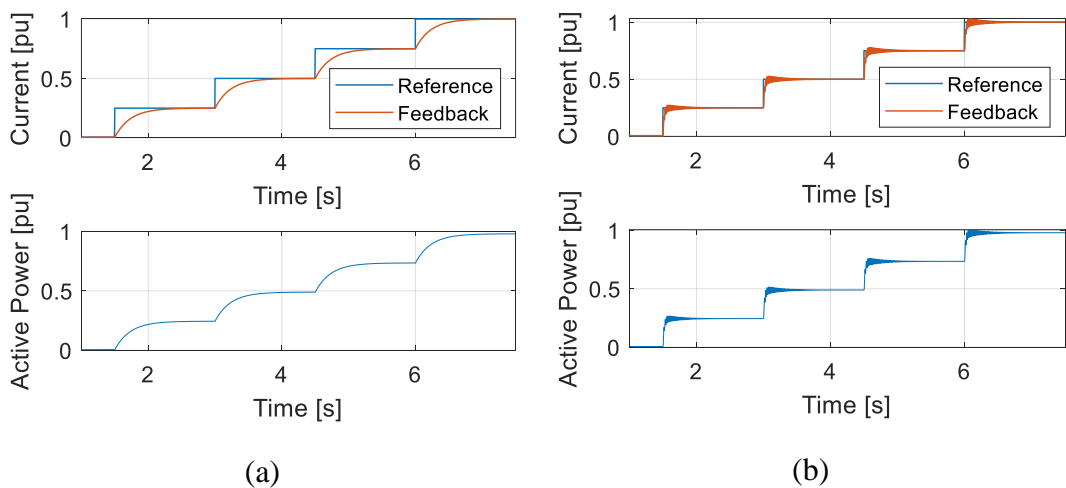 Current [pu]
1
0.5
0
Reference
Feedback
2 4 6
Time [s]
Active Power [pu]
1
0.5
0
2 4 6
Time [s]
(a)
Current [pu]
1
0.5
0
Reference
Feedback
2 4 6
Time [s]
Active Power [pu]
1
0.5
0
2 4 6
Time [s]
(b)